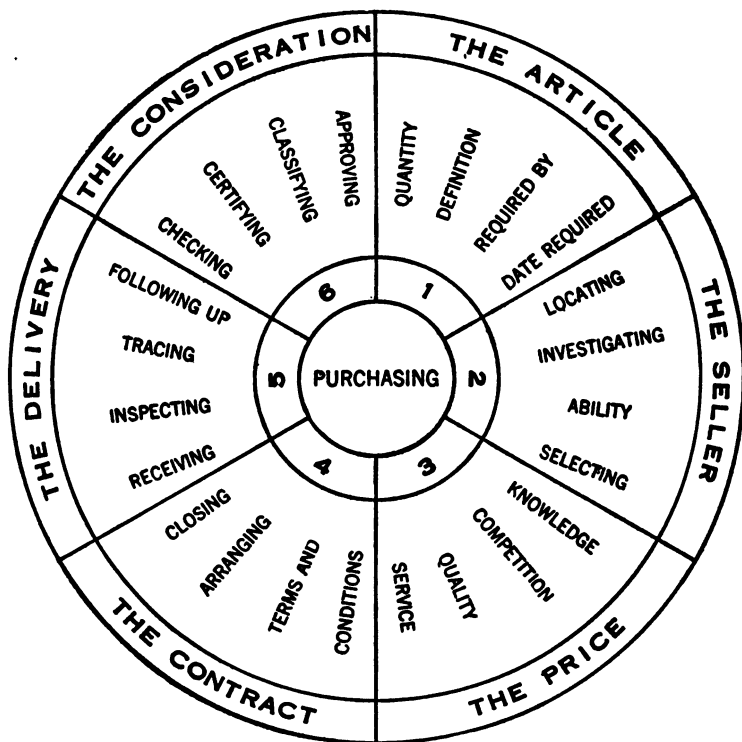 PURCHASING
1
THE ARTICLE
QUANTITY
DEFINITION
REQUIRED BY
DATE REQUIRED
2
THE SELLER
LOCATING
INVESTIGATING
ABILITY
SELECTING
3
THE PRICE
KNOWLEDGE
COMPETITION
QUALITY
SERVICE
4
THE CONTRACT
CLOSING
ARRANGING
TERMS AND
CONDITIONS
5
THE DELIVERY
FOLLOWING UP
TRACING
INSPECTING
RECEIVING
6
THE CONSIDERATION
CHECKING
CERTIFYING
CLASSIFYING
APPROVING